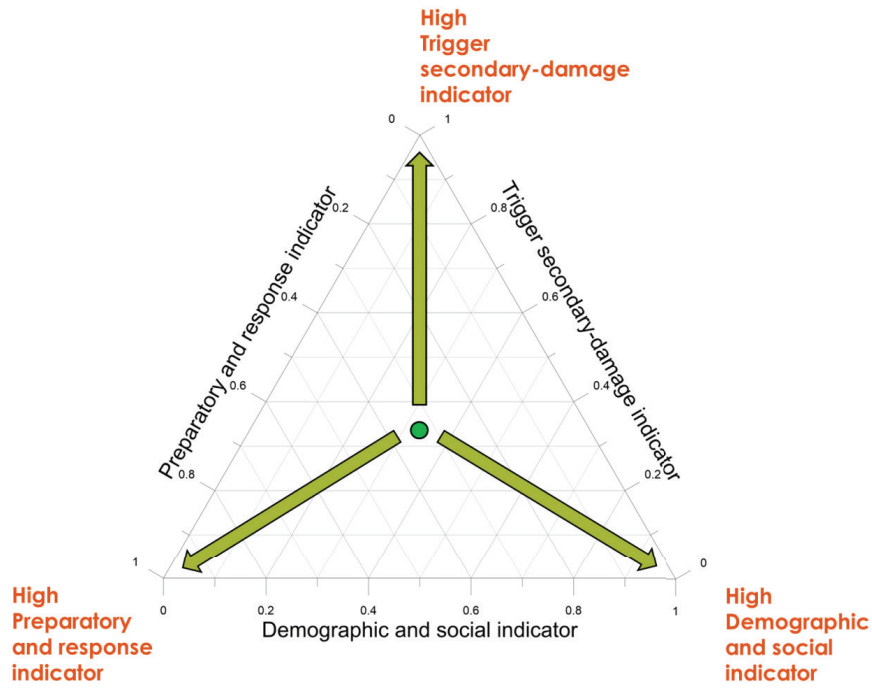 High
Trigger
secondary-damage
indicator
0
1
Preparatory and response indicator
Trigger secondary-damage indicator
0.2
0.8
0.4
0.6
0.6
0.4
0.8
0.2
1
0
0
0.2
0.4
0.6
0.8
1
Demographic and social indicator
High
Preparatory
and response
indicator
High
Demographic
and social
indicator